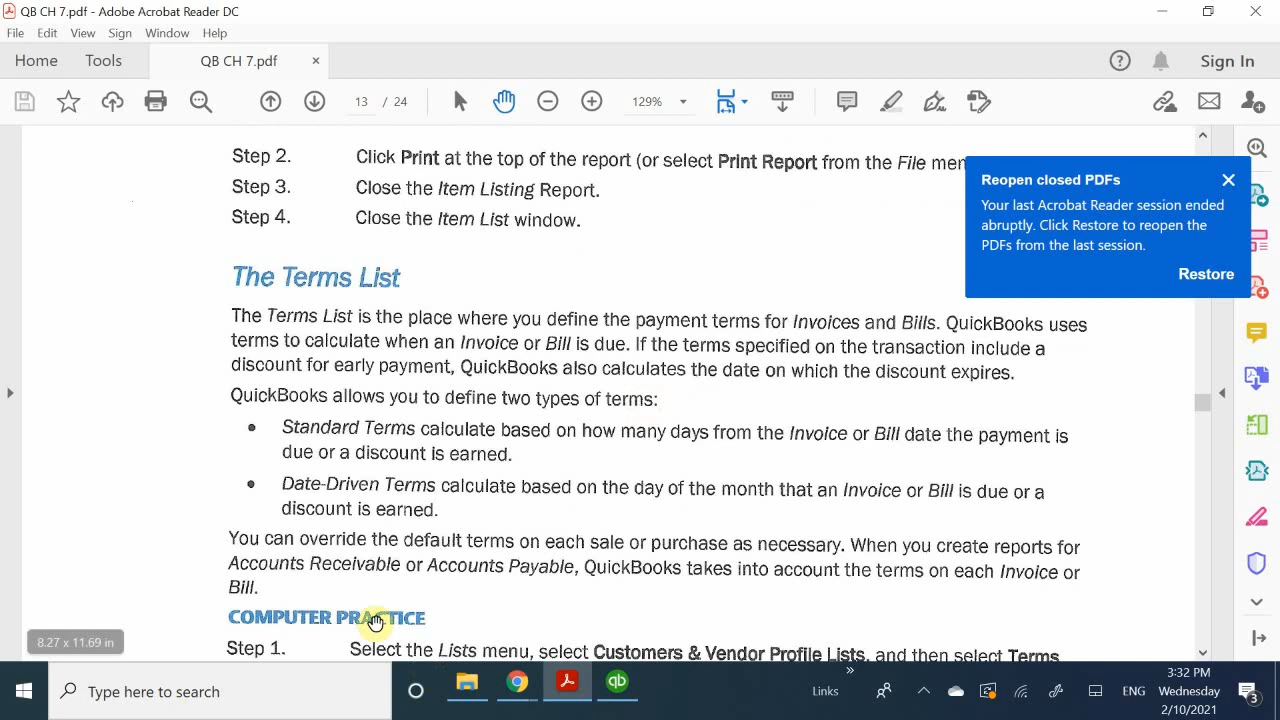 QB CH 7.pdf - Adobe Acrobat Reader DC
File Edit View Sign Window Help
Home Tools QB CH 7.pdf × Sign In
13 / 24 129%
Step 2. Click Print at the top of the report (or select Print Report from the File men
Step 3. Close the Item Listing Report.
Step 4. Close the Item List window.
Reopen closed PDFs
Your last Acrobat Reader session ended
abruptly. Click Restore to reopen the
PDFs from the last session.
Restore
The Terms List
The Terms List is the place where you define the payment terms for Invoices and Bills. QuickBooks uses
terms to calculate when an Invoice or Bill is due. If the terms specified on the transaction include a
discount for early payment, QuickBooks also calculates the date on which the discount expires.
QuickBooks allows you to define two types of terms:
• Standard Terms calculate based on how many days from the Invoice or Bill date the payment is
due or a discount is earned.
• Date-Driven Terms calculate based on the day of the month that an Invoice or Bill is due or a
discount is earned.
You can override the default terms on each sale or purchase as necessary. When you create reports for
Accounts Receivable or Accounts Payable, QuickBooks takes into account the terms on each Invoice or
Bill.
COMPUTER PRACTICE
8.27 x 11.69 in
Step 1. Select the Lists menu, select Customers & Vendor Profile Lists, and then select Terms
Type here to search
qb
Links
ENG
3:32 PM
Wednesday
2/10/2021
3